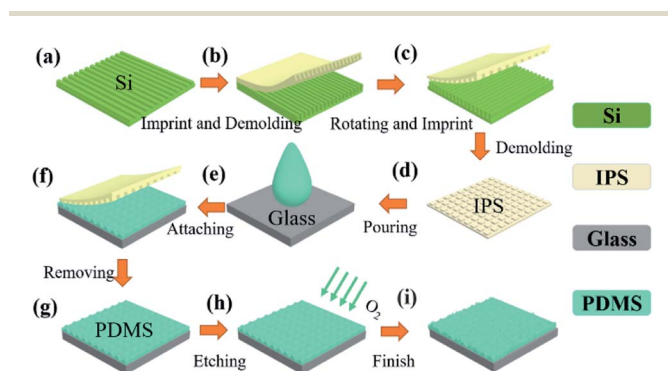 (a)
Si
(b)
Imprint and Demolding
(c)
Rotating and Imprint
Demolding
(d)
IPS
Pouring
(e)
Glass
Attaching
(f)
Removing
(g)
PDMS
Etching
(h)
O2
Finish
(i)
Si
IPS
Glass
PDMS